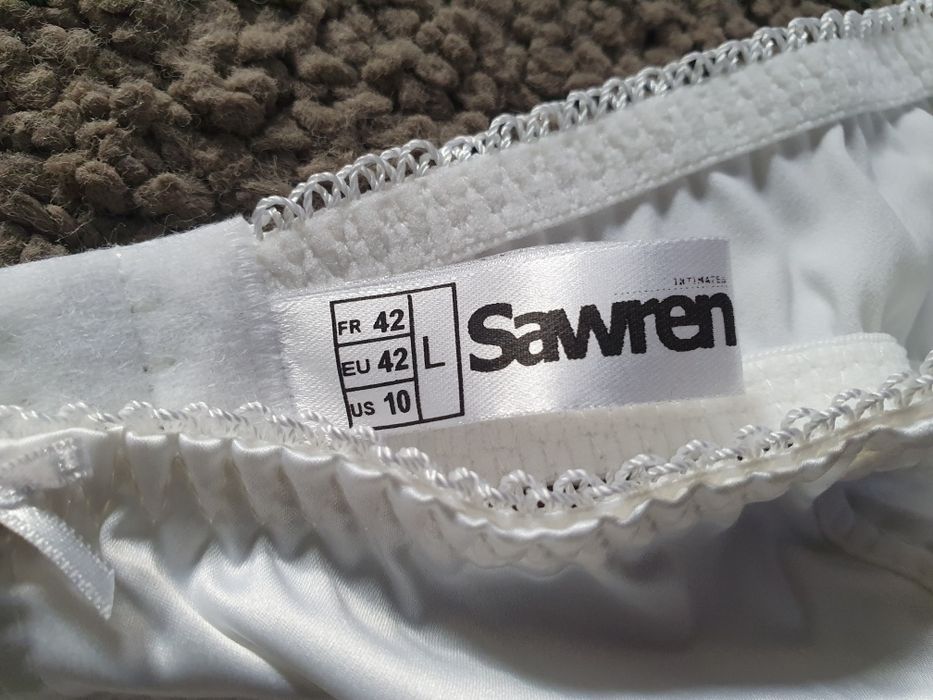 FR 42
EU 42
US 10
L
INTIMATES
Sawren